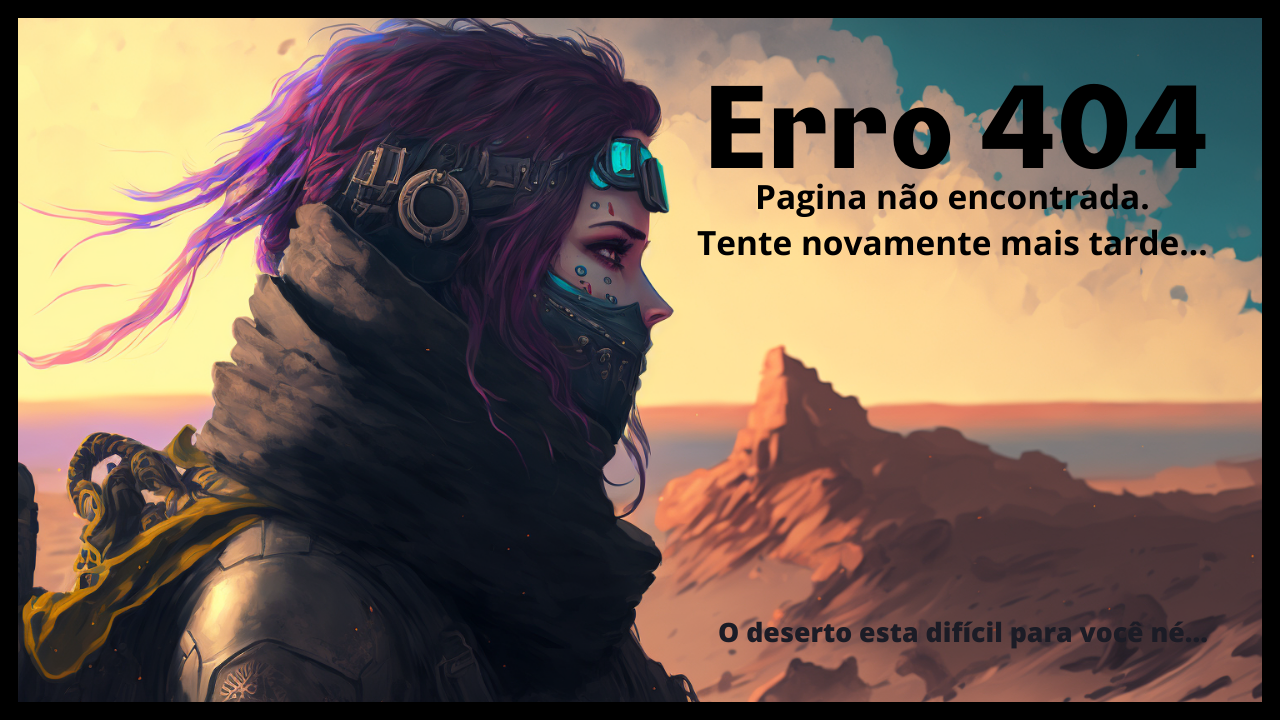 Erro 404
Pagina não encontrada.
Tente novamente mais tarde...
O deserto esta difícil para você né...